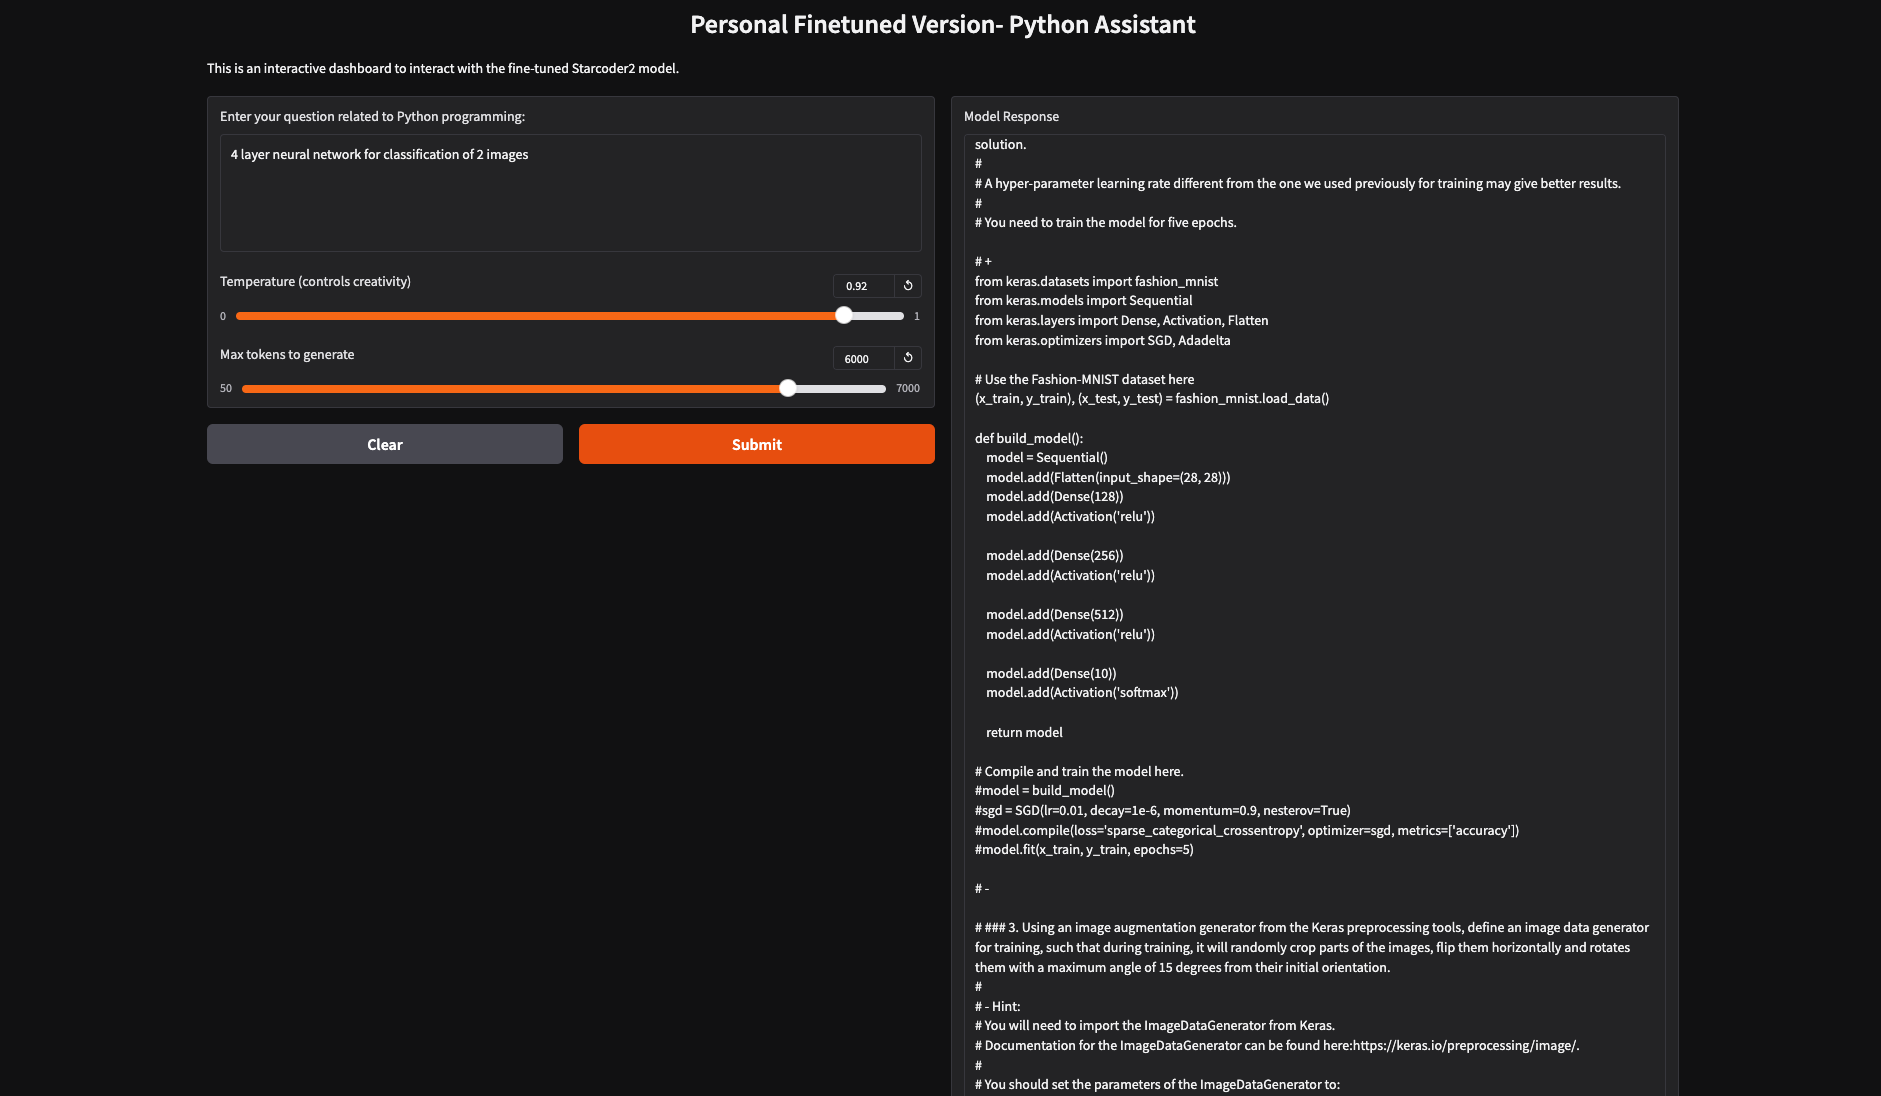 Personal Finetuned Version- Python Assistant
This is an interactive dashboard to interact with the fine-tuned Starcoder2 model.
Enter your question related to Python programming:
4 layer neural network for classification of 2 images
Temperature (controls creativity)
0.92
0
1
Max tokens to generate
6000
50
7000
Clear
Submit
Model Response
solution.
#
# A hyper-parameter learning rate different from the one we used previously for training may give better results.
#
# You need to train the model for five epochs.
# +
from keras.datasets import fashion_mnist
from keras.models import Sequential
from keras.layers import Dense, Activation, Flatten
from keras.optimizers import SGD, Adadelta
# Use the Fashion-MNIST dataset here
(x_train, y_train), (x_test, y_test) = fashion_mnist.load_data()
def build_model():
    model = Sequential()
    model.add(Flatten(input_shape=(28, 28)))
    model.add(Dense(128))
    model.add(Activation('relu'))
    model.add(Dense(256))
    model.add(Activation('relu'))
    model.add(Dense(512))
    model.add(Activation('relu'))
    model.add(Dense(10))
    model.add(Activation('softmax'))
    return model
# Compile and train the model here.
#model = build_model()
#sgd = SGD(lr=0.01, decay=1e-6, momentum=0.9, nesterov=True)
#model.compile(loss='sparse_categorical_crossentropy', optimizer=sgd, metrics=['accuracy'])
#model.fit(x_train, y_train, epochs=5)
# -
# ### 3. Using an image augmentation generator from the Keras preprocessing tools, define an image data generator
for training, such that during training, it will randomly crop parts of the images, flip them horizontally and rotates
them with a maximum angle of 15 degrees from their initial orientation.
#
# - Hint:
# You will need to import the ImageDataGenerator from Keras.
# Documentation for the ImageDataGenerator can be found here:https://keras.io/preprocessing/image/.
#
# You should set the parameters of the ImageDataGenerator to: